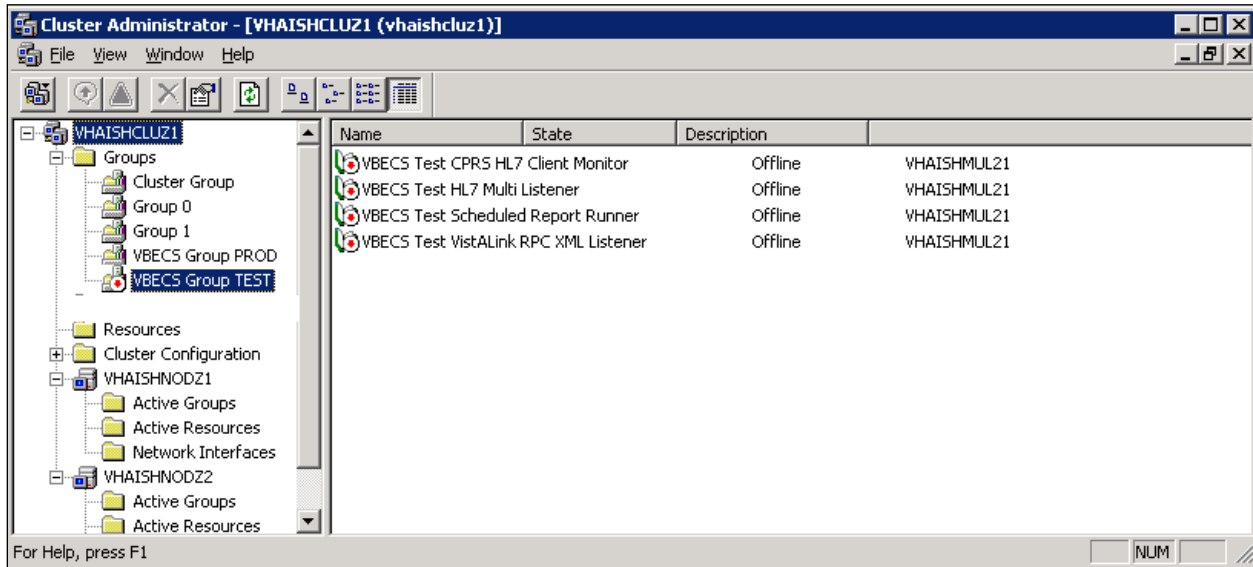 Cluster Administrator - [VHAISHCLUZ1 (vhaishcluz1)]
File View Window Help
VHAISHCLUZ1
Groups
Cluster Group
Group 0
Group 1
VBECS Group PROD
VBECS Group TEST
Resources
Cluster Configuration
VHAISHNODZ1
Active Groups
Active Resources
Network Interfaces
VHAISHNODZ2
Active Groups
Active Resources
Name State Description
VBECS Test CPRS HL7 Client Monitor Offline VHAISHMUL21
VBECS Test HL7 Multi Listener Offline VHAISHMUL21
VBECS Test Scheduled Report Runner Offline VHAISHMUL21
VBECS Test VistALink RPC XML Listener Offline VHAISHMUL21
For Help, press F1 NUM